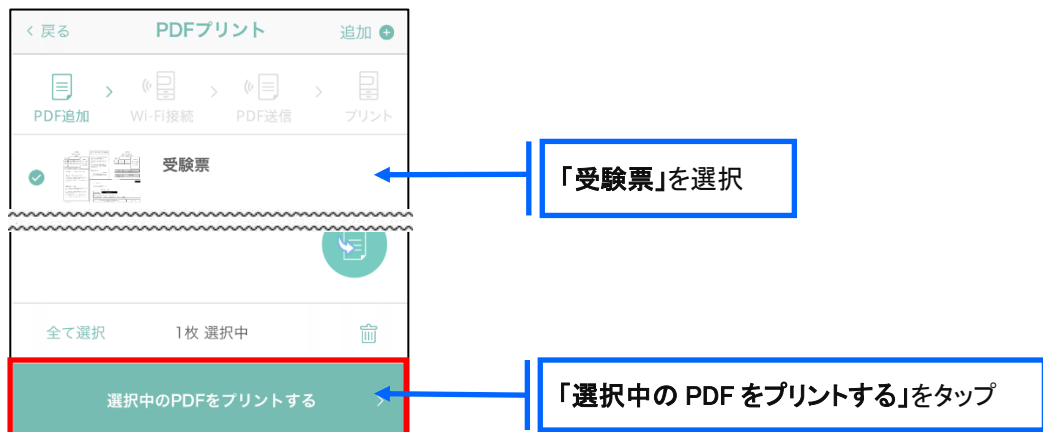 戻る PDFプリント 追加
PDF追加 Wi-Fi接続 PDF送信 プリント
受験票
「受験票」を選択
全て選択 1枚 選択中
選択中のPDFをプリントする
「選択中の PDF をプリントする」をタップ